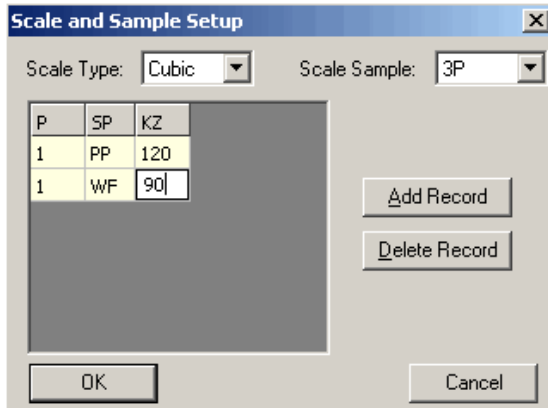 Scale and Sample Setup
Scale Type: Cubic Scale Sample: 3P
P SP KZ
1 PP 120
1 WF 90
Add Record
Delete Record
OK Cancel